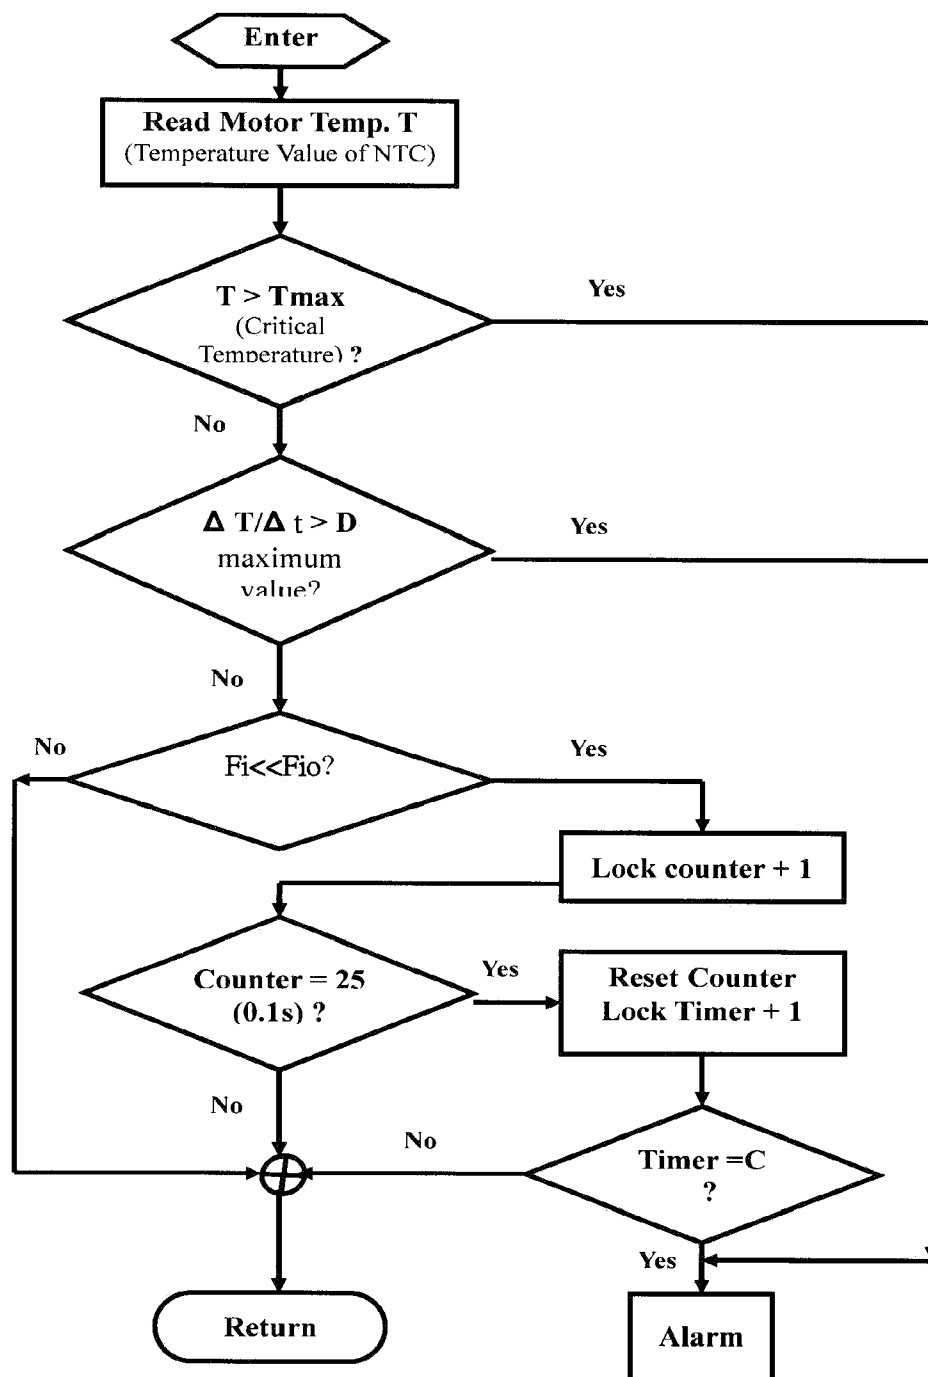 Enter
Read Motor Temp. T
(Temperature Value of NTC)
T > Tmax
(Critical
Temperature) ?
Yes
No
Δ T/Δ t > D
maximum
value?
Yes
No
No
Fi<<Fio?
Yes
Lock counter + 1
Counter = 25
(0.1s) ?
Yes
Reset Counter
Lock Timer + 1
No
No
Timer =C
?
Yes
Return
Alarm